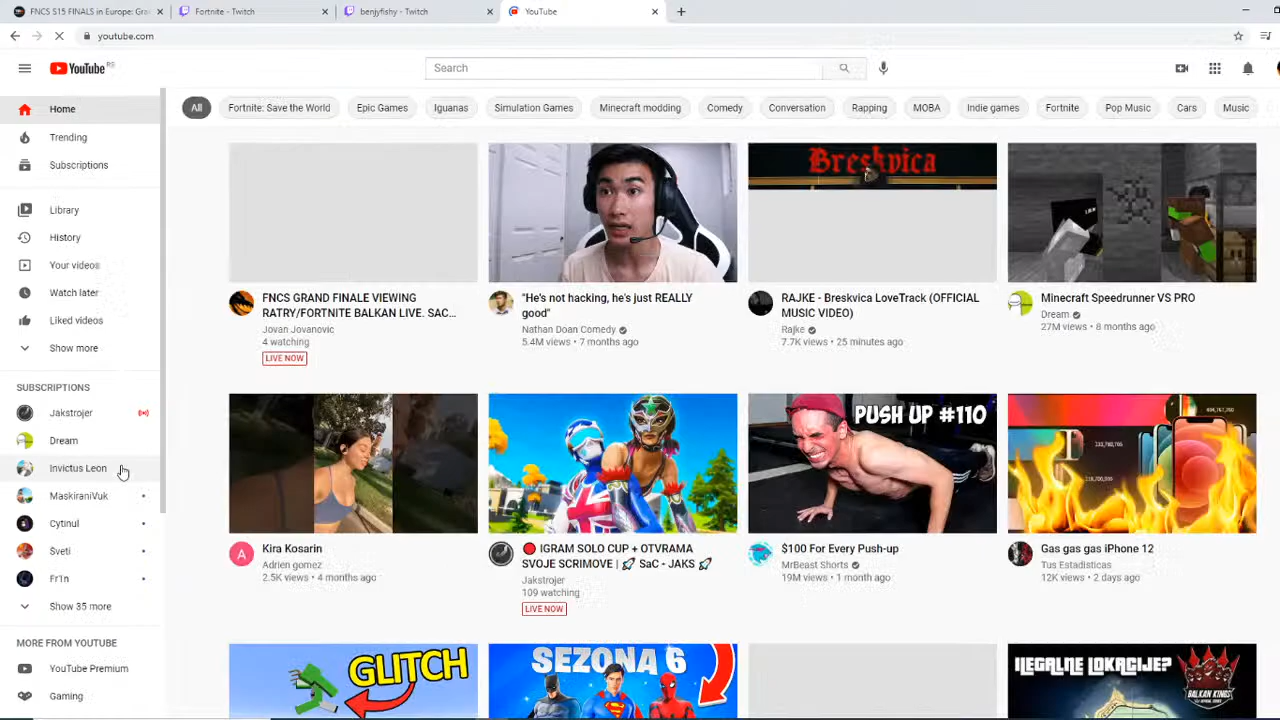 FNCS S15 FINALS in Europe: Gra
Fortnite - Twitch
benjyfishy - Twitch
YouTube
youtube.com
YouTube RS
Search
Home
Trending
Subscriptions
Library
History
Your videos
Watch later
Liked videos
Show more
SUBSCRIPTIONS
Jakstrojer
Dream
Invictus Leon
MaskiraniVuk
Cytinul
Sveti
Fr1n
Show 35 more
MORE FROM YOUTUBE
YouTube Premium
Gaming
All
Fortnite: Save the World
Epic Games
Iguanas
Simulation Games
Minecraft modding
Comedy
Conversation
Rapping
MOBA
Indie games
Fortnite
Pop Music
Cars
Music
FNCS GRAND FINALE VIEWING
RATRY/FORTNITE BALKAN LIVE. SAC...
Jovan Jovanovic
4 watching
LIVE NOW
"He's not hacking, he's just REALLY
good"
Nathan Doan Comedy
5.4M views • 7 months ago
Breskvica
RAJKE - Breskvica LoveTrack (OFFICIAL
MUSIC VIDEO)
Rajke
7.7K views • 25 minutes ago
Minecraft Speedrunner VS PRO
Dream
27M views • 8 months ago
Kira Kosarin
Adrien gomez
2.5K views • 4 months ago
A
🔴 IGRAM SOLO CUP + OTVRAMA
SVOJE SCRIMOVE | 🚀 SaC - JAKS 🚀
Jakstrojer
109 watching
LIVE NOW
PUSH UP #110
$100 For Every Push-up
MrBeast Shorts
19M views • 1 month ago
Gas gas gas iPhone 12
Tus Estadisticas
12K views • 2 days ago
GLITCH
SEZONA 6
ILEGALNE LOKACIJE?
BALKAN KINGS